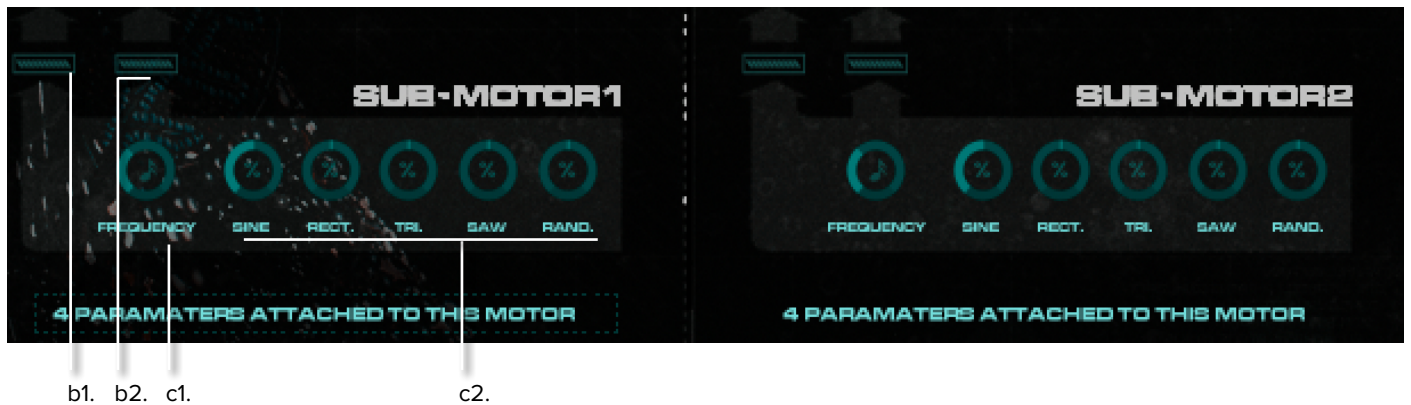 SUB-MOTOR1
SUB-MOTOR2
% % % % %
% % % % %
FREQUENCY SINE RECT. TRI. SAW RAND.
FREQUENCY SINE RECT. TRI. SAW RAND.
4 PARAMATERS ATTACHED TO THIS MOTOR
4 PARAMATERS ATTACHED TO THIS MOTOR
b1. b2. c1. c2.